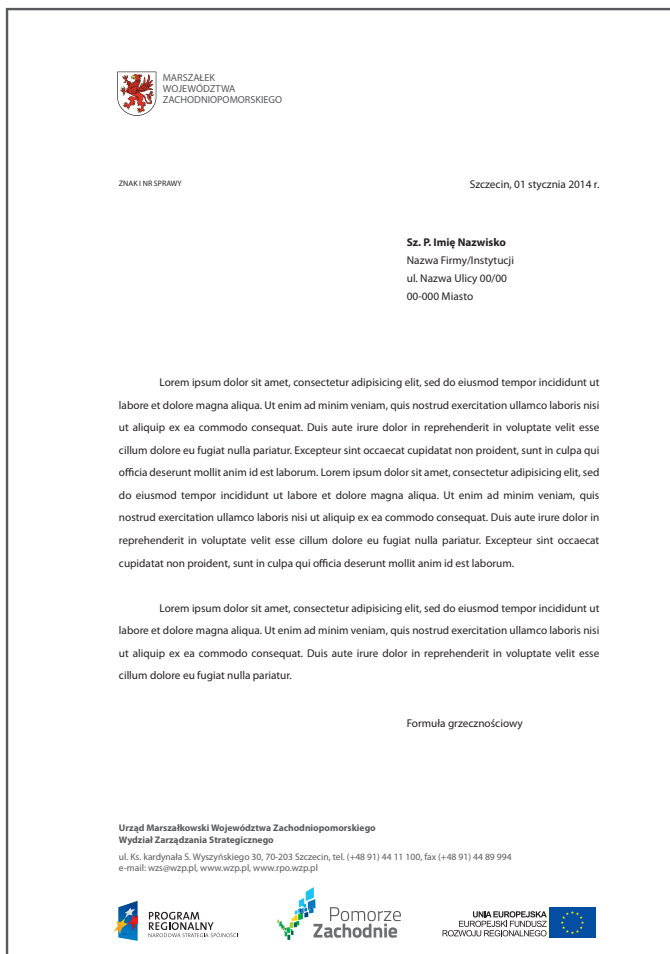 MARSZAŁEK
WOJEWÓDZTWA
ZACHODNIOPOMORSKIEGO
ZNAK I NR SPRAWY
Szczecin, 01 stycznia 2014 r.
Sz. P. Imię Nazwisko
Nazwa Firmy/Instytucji
ul. Nazwa Ulicy 00/00
00-000 Miasto
Lorem ipsum dolor sit amet, consectetur adipisicing elit, sed do eiusmod tempor incididunt ut
labore et dolore magna aliqua. Ut enim ad minim veniam, quis nostrud exercitation ullamco laboris nisi
ut aliquip ex ea commodo consequat. Duis aute irure dolor in reprehenderit in voluptate velit esse
cillum dolore eu fugiat nulla pariatur. Excepteur sint occaecat cupidatat non proident, sunt in culpa qui
officia deserunt mollit anim id est laborum. Lorem ipsum dolor sit amet, consectetur adipisicing elit, sed
do eiusmod tempor incididunt ut labore et dolore magna aliqua. Ut enim ad minim veniam, quis
nostrud exercitation ullamco laboris nisi ut aliquip ex ea commodo consequat. Duis aute irure dolor in
reprehenderit in voluptate velit esse cillum dolore eu fugiat nulla pariatur. Excepteur sint occaecat
cupidatat non proident, sunt in culpa qui officia deserunt mollit anim id est laborum.
Lorem ipsum dolor sit amet, consectetur adipisicing elit, sed do eiusmod tempor incididunt ut
labore et dolore magna aliqua. Ut enim ad minim veniam, quis nostrud exercitation ullamco laboris nisi
ut aliquip ex ea commodo consequat. Duis aute irure dolor in reprehenderit in voluptate velit esse
cillum dolore eu fugiat nulla pariatur.
Formuła grzecznościowy
Urząd Marszałkowski Województwa Zachodniopomorskiego
Wydział Zarządzania Strategicznego
ul. Ks. kardynała S. Wyszyńskiego 30, 70-203 Szczecin, tel. (+48 91) 44 11 100, fax (+48 91) 44 89 994
e-mail: wzs@wzp.pl, www.wzp.pl, www.rpo.wzp.pl
PROGRAM
REGIONALNY
NARODOWA STRATEGIA SPÓJNOŚCI
Pomorze
Zachodnie
UNIA EUROPEJSKA
EUROPEJSKI FUNDUSZ
ROZWOJU REGIONALNEGO